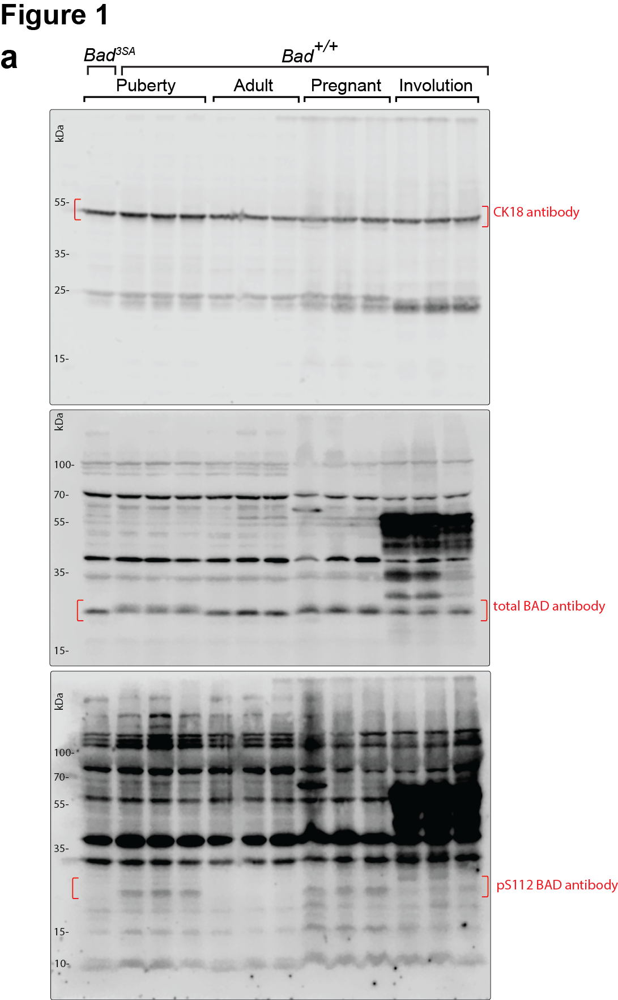 Figure 1
a
Bad3SA
Bad+/+
Puberty
Adult
Pregnant
Involution
kDa
55-
CK18 antibody
35-
25-
15-
kDa
100-
70-
55-
35-
total BAD antibody
15-
kDa
100-
70-
55-
35-
pS112 BAD antibody
15-
10-